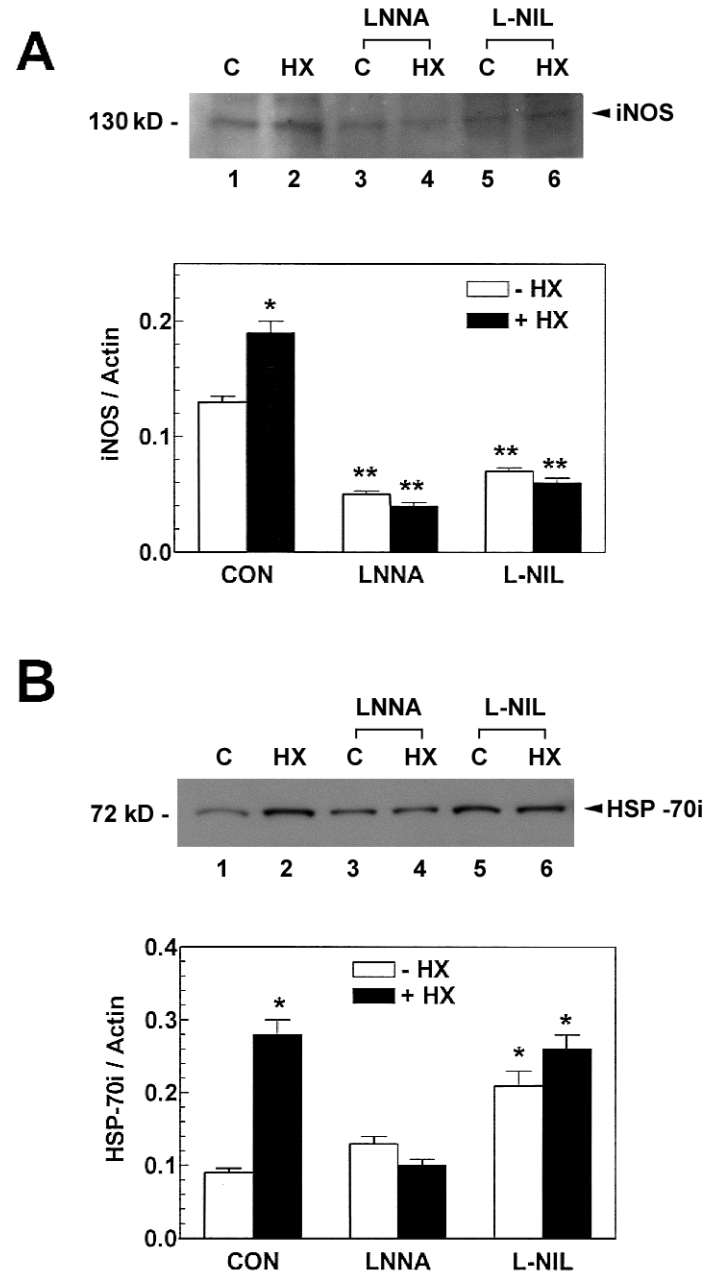 A
LNNA L-NIL
C HX C HX C HX
130 kD - iNOS
1 2 3 4 5 6
- HX
+ HX
iNOS / Actin
0.2
0.1
0.0
*
** **
** **
CON LNNA L-NIL
B
LNNA L-NIL
C HX C HX C HX
72 kD - HSP -70i
1 2 3 4 5 6
- HX
+ HX
HSP-70i / Actin
0.4
0.3
0.2
0.1
0.0
*
* *
CON LNNA L-NIL